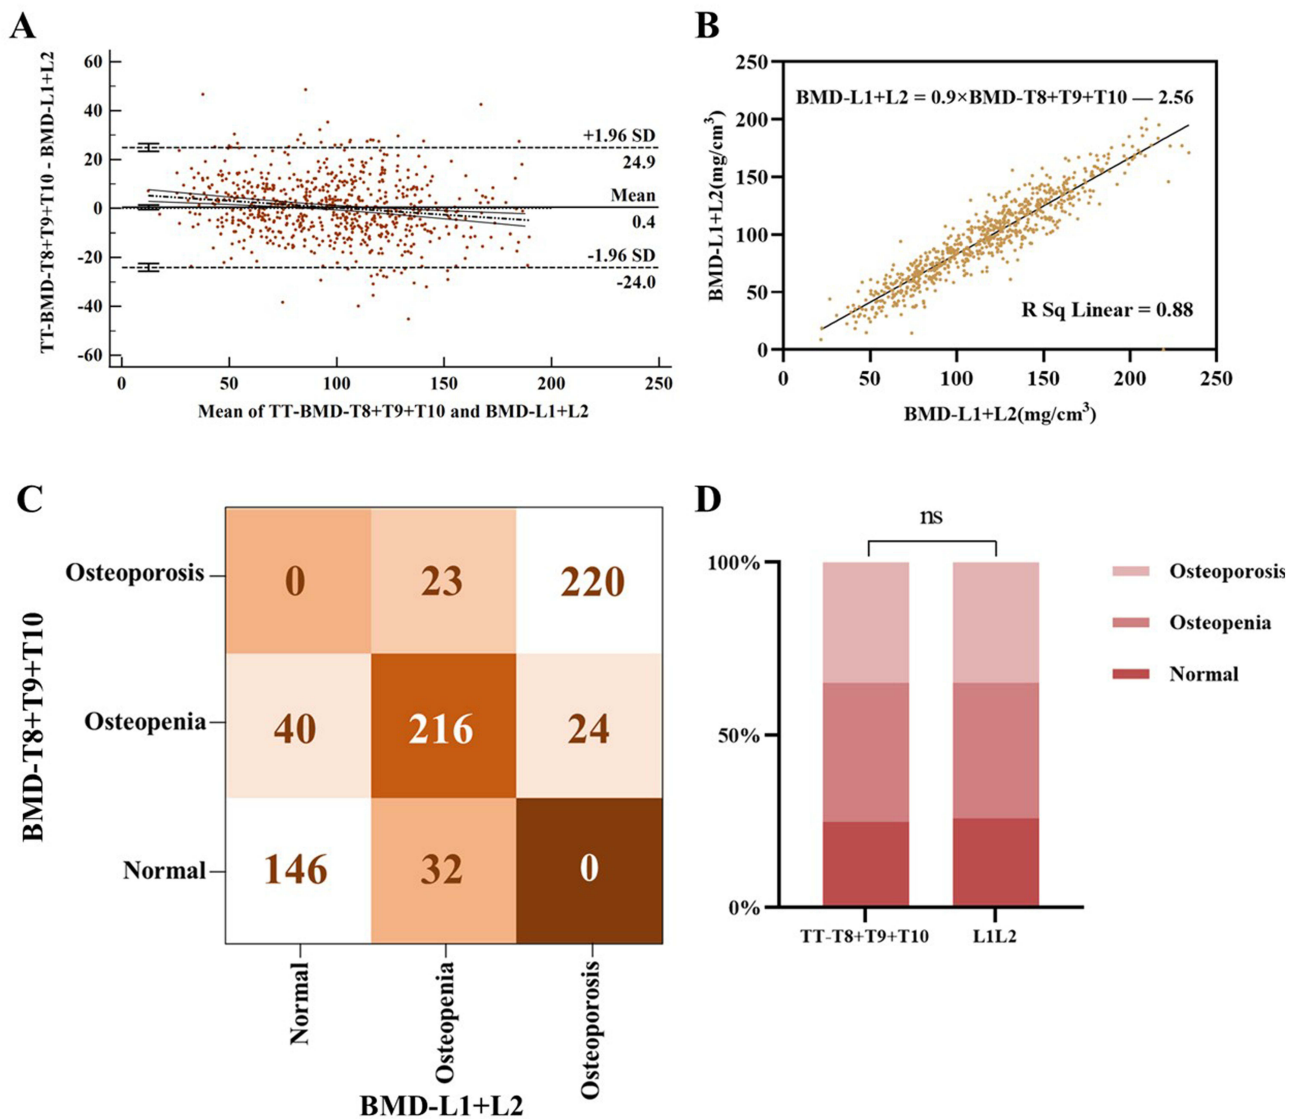 A
TT-BMD-T8+T9+T10 - BMD-L1+L2
60
40
20
0
-20
-40
-60
+1.96 SD
24.9
Mean
0.4
-1.96 SD
-24.0
0 50 100 150 200 250
Mean of TT-BMD-T8+T9+T10 and BMD-L1+L2
B
BMD-L1+L2(mg/cm³)
250
200
150
100
50
0
BMD-L1+L2 = 0.9×BMD-T8+T9+T10 — 2.56
R Sq Linear = 0.88
0 50 100 150 200 250
BMD-L1+L2(mg/cm³)
C
BMD-T8+T9+T10
Osteoporosis 0 23 220
Osteopenia 40 216 24
Normal 146 32 0
Normal
Osteopenia
Osteoporosis
BMD-L1+L2
D
ns
100%
50%
0%
TT-T8+T9+T10 L1L2
Osteoporosis
Osteopenia
Normal